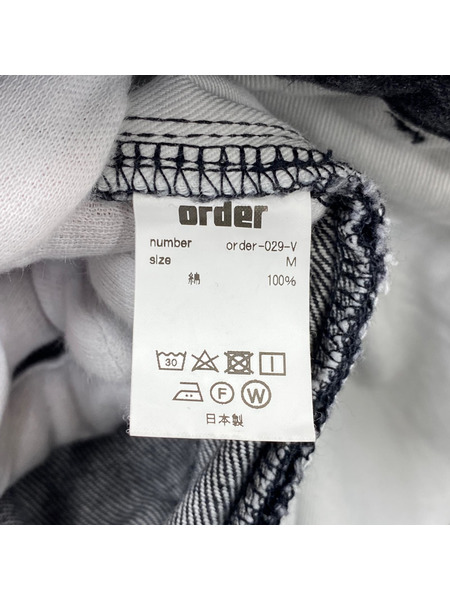 order
number order-029-V
size M
綿 100%
30
F W
日本製